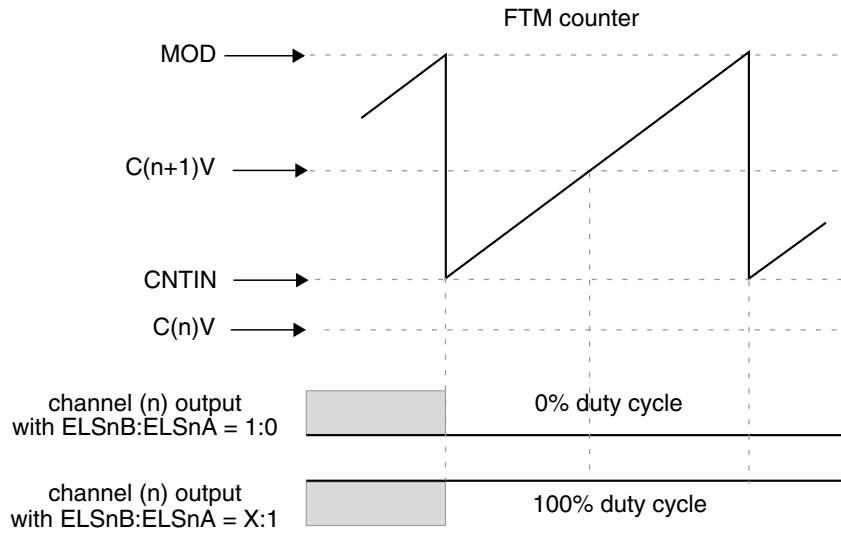 FTM counter
MOD
C(n+1)V
CNTIN
C(n)V
channel (n) output
with ELSnB:ELSnA = 1:0
0% duty cycle
channel (n) output
with ELSnB:ELSnA = X:1
100% duty cycle